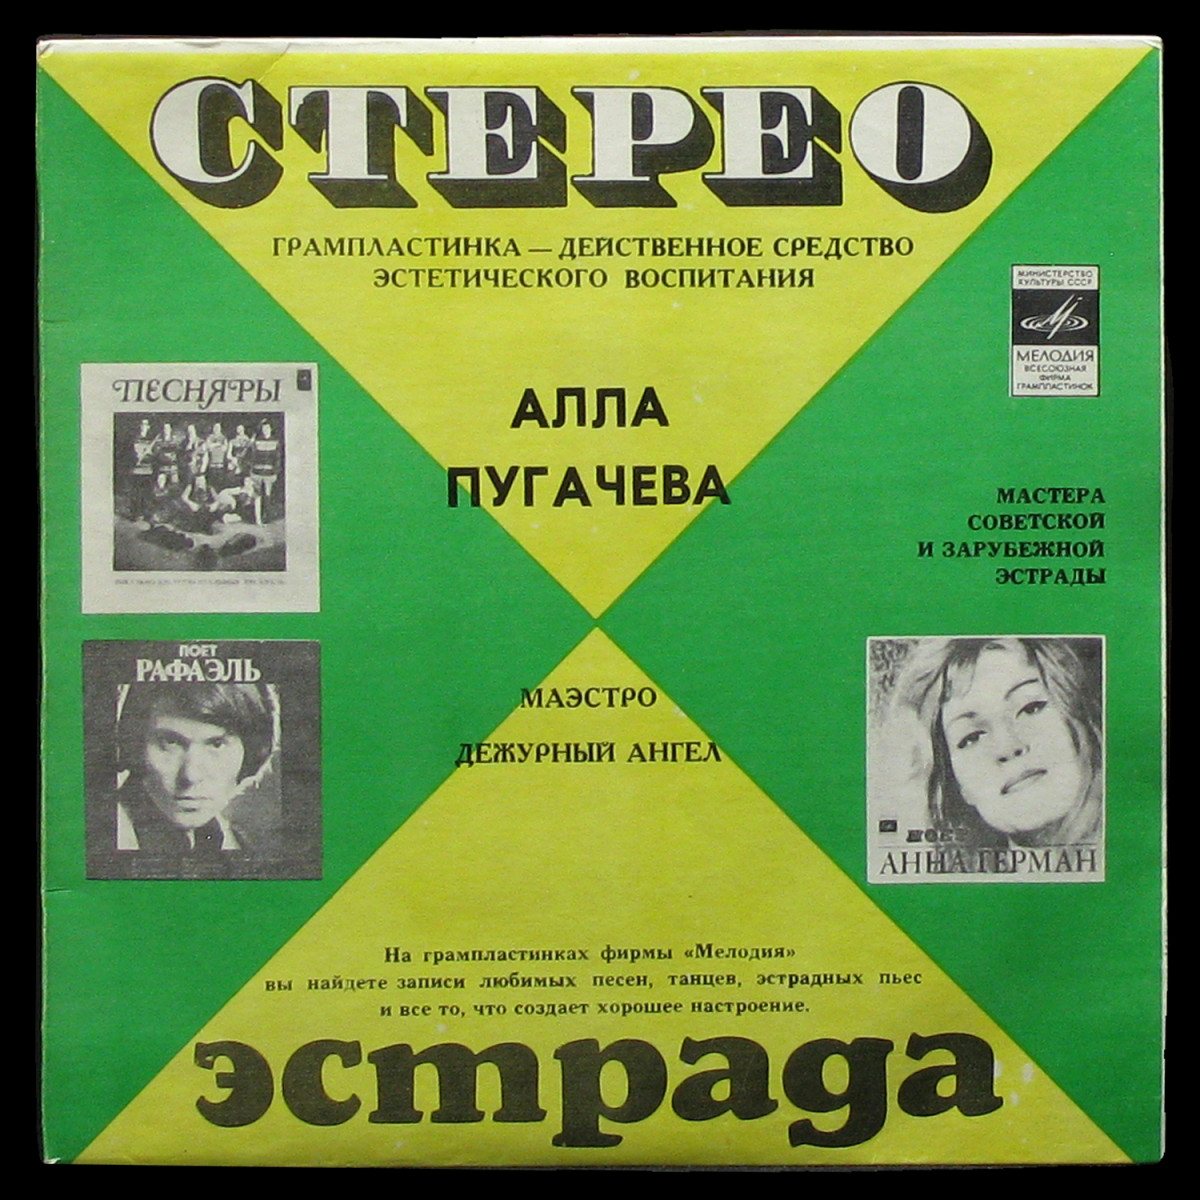 СТЕРЕО
ГРАМПЛАСТИНКА — ДЕЙСТВЕННОЕ СРЕДСТВО
ЭСТЕТИЧЕСКОГО ВОСПИТАНИЯ
МИНИСТЕРСТВО
КУЛЬТУРЫ СССР
МЕЛОДИЯ
ВСЕСОЮЗНАЯ
ФИРМА
ГРАМПЛАСТИНОК
ПЕСНЯРЫ
АЛЛА
ПУГАЧЕВА
МАСТЕРА
СОВЕТСКОЙ
И ЗАРУБЕЖНОЙ
ЭСТРАДЫ
ПОЕТ
РАФАЭЛЬ
МАЭСТРО
ДЕЖУРНЫЙ АНГЕЛ
поет
АННА ГЕРМАН
На грампластинках фирмы «Мелодия»
вы найдете записи любимых песен, танцев, эстрадных пьес
и все то, что создает хорошее настроение.
эстрада